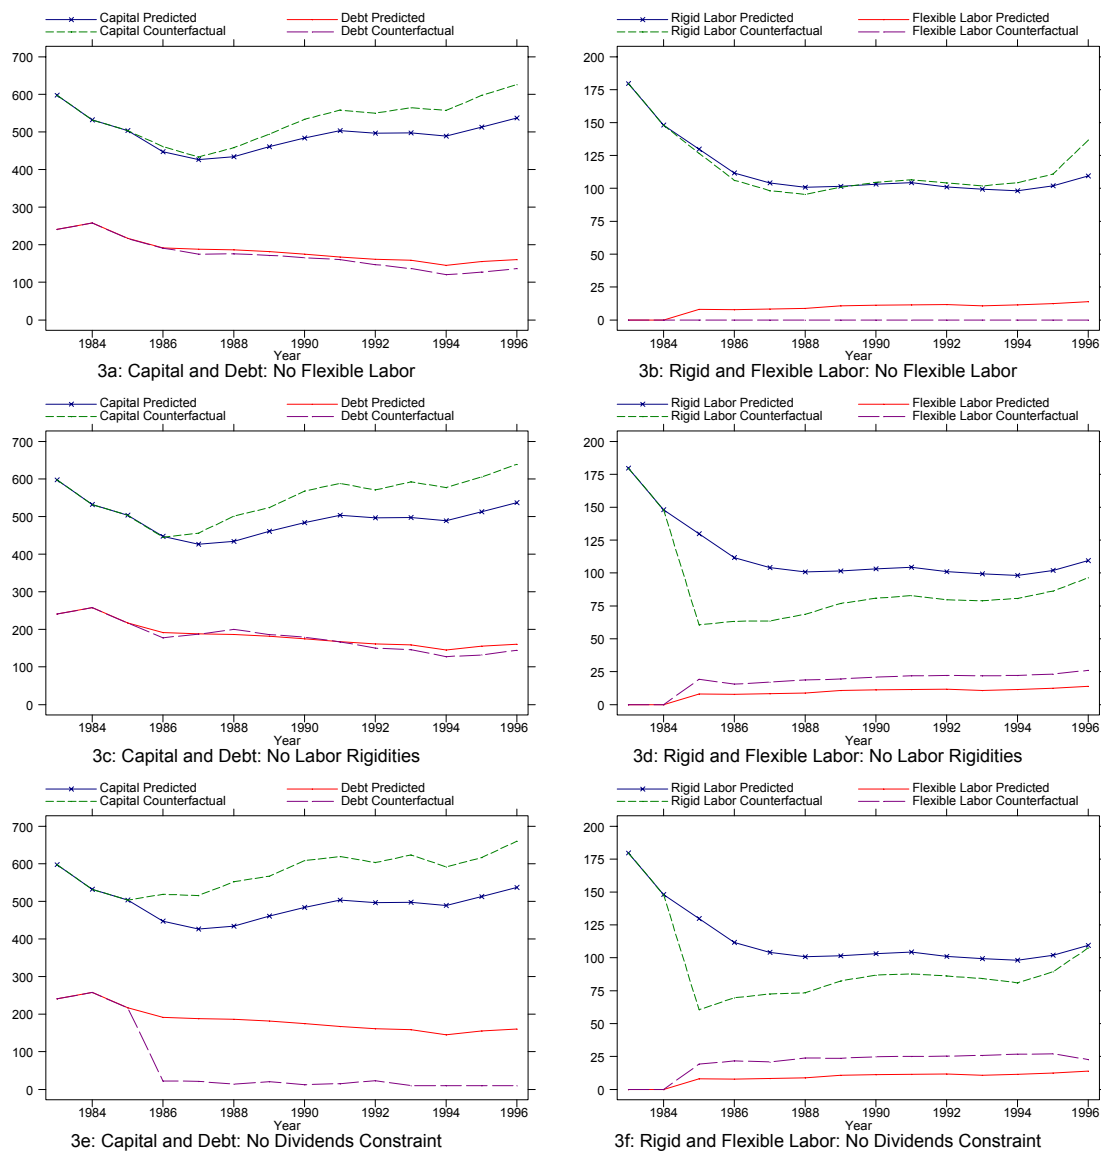 Capital Predicted Debt Predicted
Capital Counterfactual Debt Counterfactual
700
600
500
400
300
200
100
0
1984 1986 1988 1990 1992 1994 1996
Year
3a: Capital and Debt: No Flexible Labor
Rigid Labor Predicted Flexible Labor Predicted
Rigid Labor Counterfactual Flexible Labor Counterfactual
200
175
150
125
100
75
50
25
0
1984 1986 1988 1990 1992 1994 1996
Year
3b: Rigid and Flexible Labor: No Flexible Labor
Capital Predicted Debt Predicted
Capital Counterfactual Debt Counterfactual
700
600
500
400
300
200
100
0
1984 1986 1988 1990 1992 1994 1996
Year
3c: Capital and Debt: No Labor Rigidities
Rigid Labor Predicted Flexible Labor Predicted
Rigid Labor Counterfactual Flexible Labor Counterfactual
200
175
150
125
100
75
50
25
0
1984 1986 1988 1990 1992 1994 1996
Year
3d: Rigid and Flexible Labor: No Labor Rigidities
Capital Predicted Debt Predicted
Capital Counterfactual Debt Counterfactual
700
600
500
400
300
200
100
0
1984 1986 1988 1990 1992 1994 1996
Year
3e: Capital and Debt: No Dividends Constraint
Rigid Labor Predicted Flexible Labor Predicted
Rigid Labor Counterfactual Flexible Labor Counterfactual
200
175
150
125
100
75
50
25
0
1984 1986 1988 1990 1992 1994 1996
Year
3f: Rigid and Flexible Labor: No Dividends Constraint